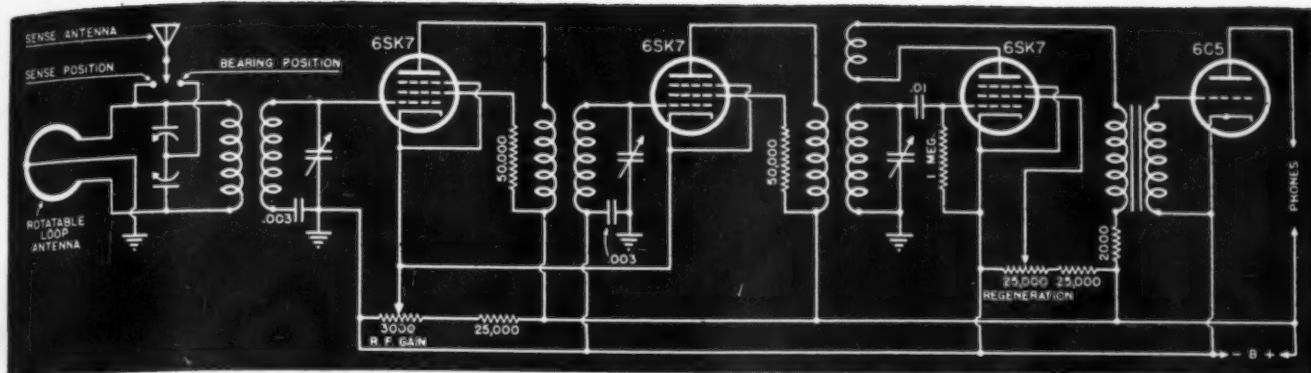 SENSE ANTENNA
SENSE POSITION
BEARING POSITION
ROTATABLE
LOOP
ANTENNA
.003
6SK7
50,000
3000
R.F. GAIN
25,000
6SK7
.003
50,000
.01
1 MEG.
6SK7
25,000 25,000
REGENERATION
2000
6C5
PHONES
- B +